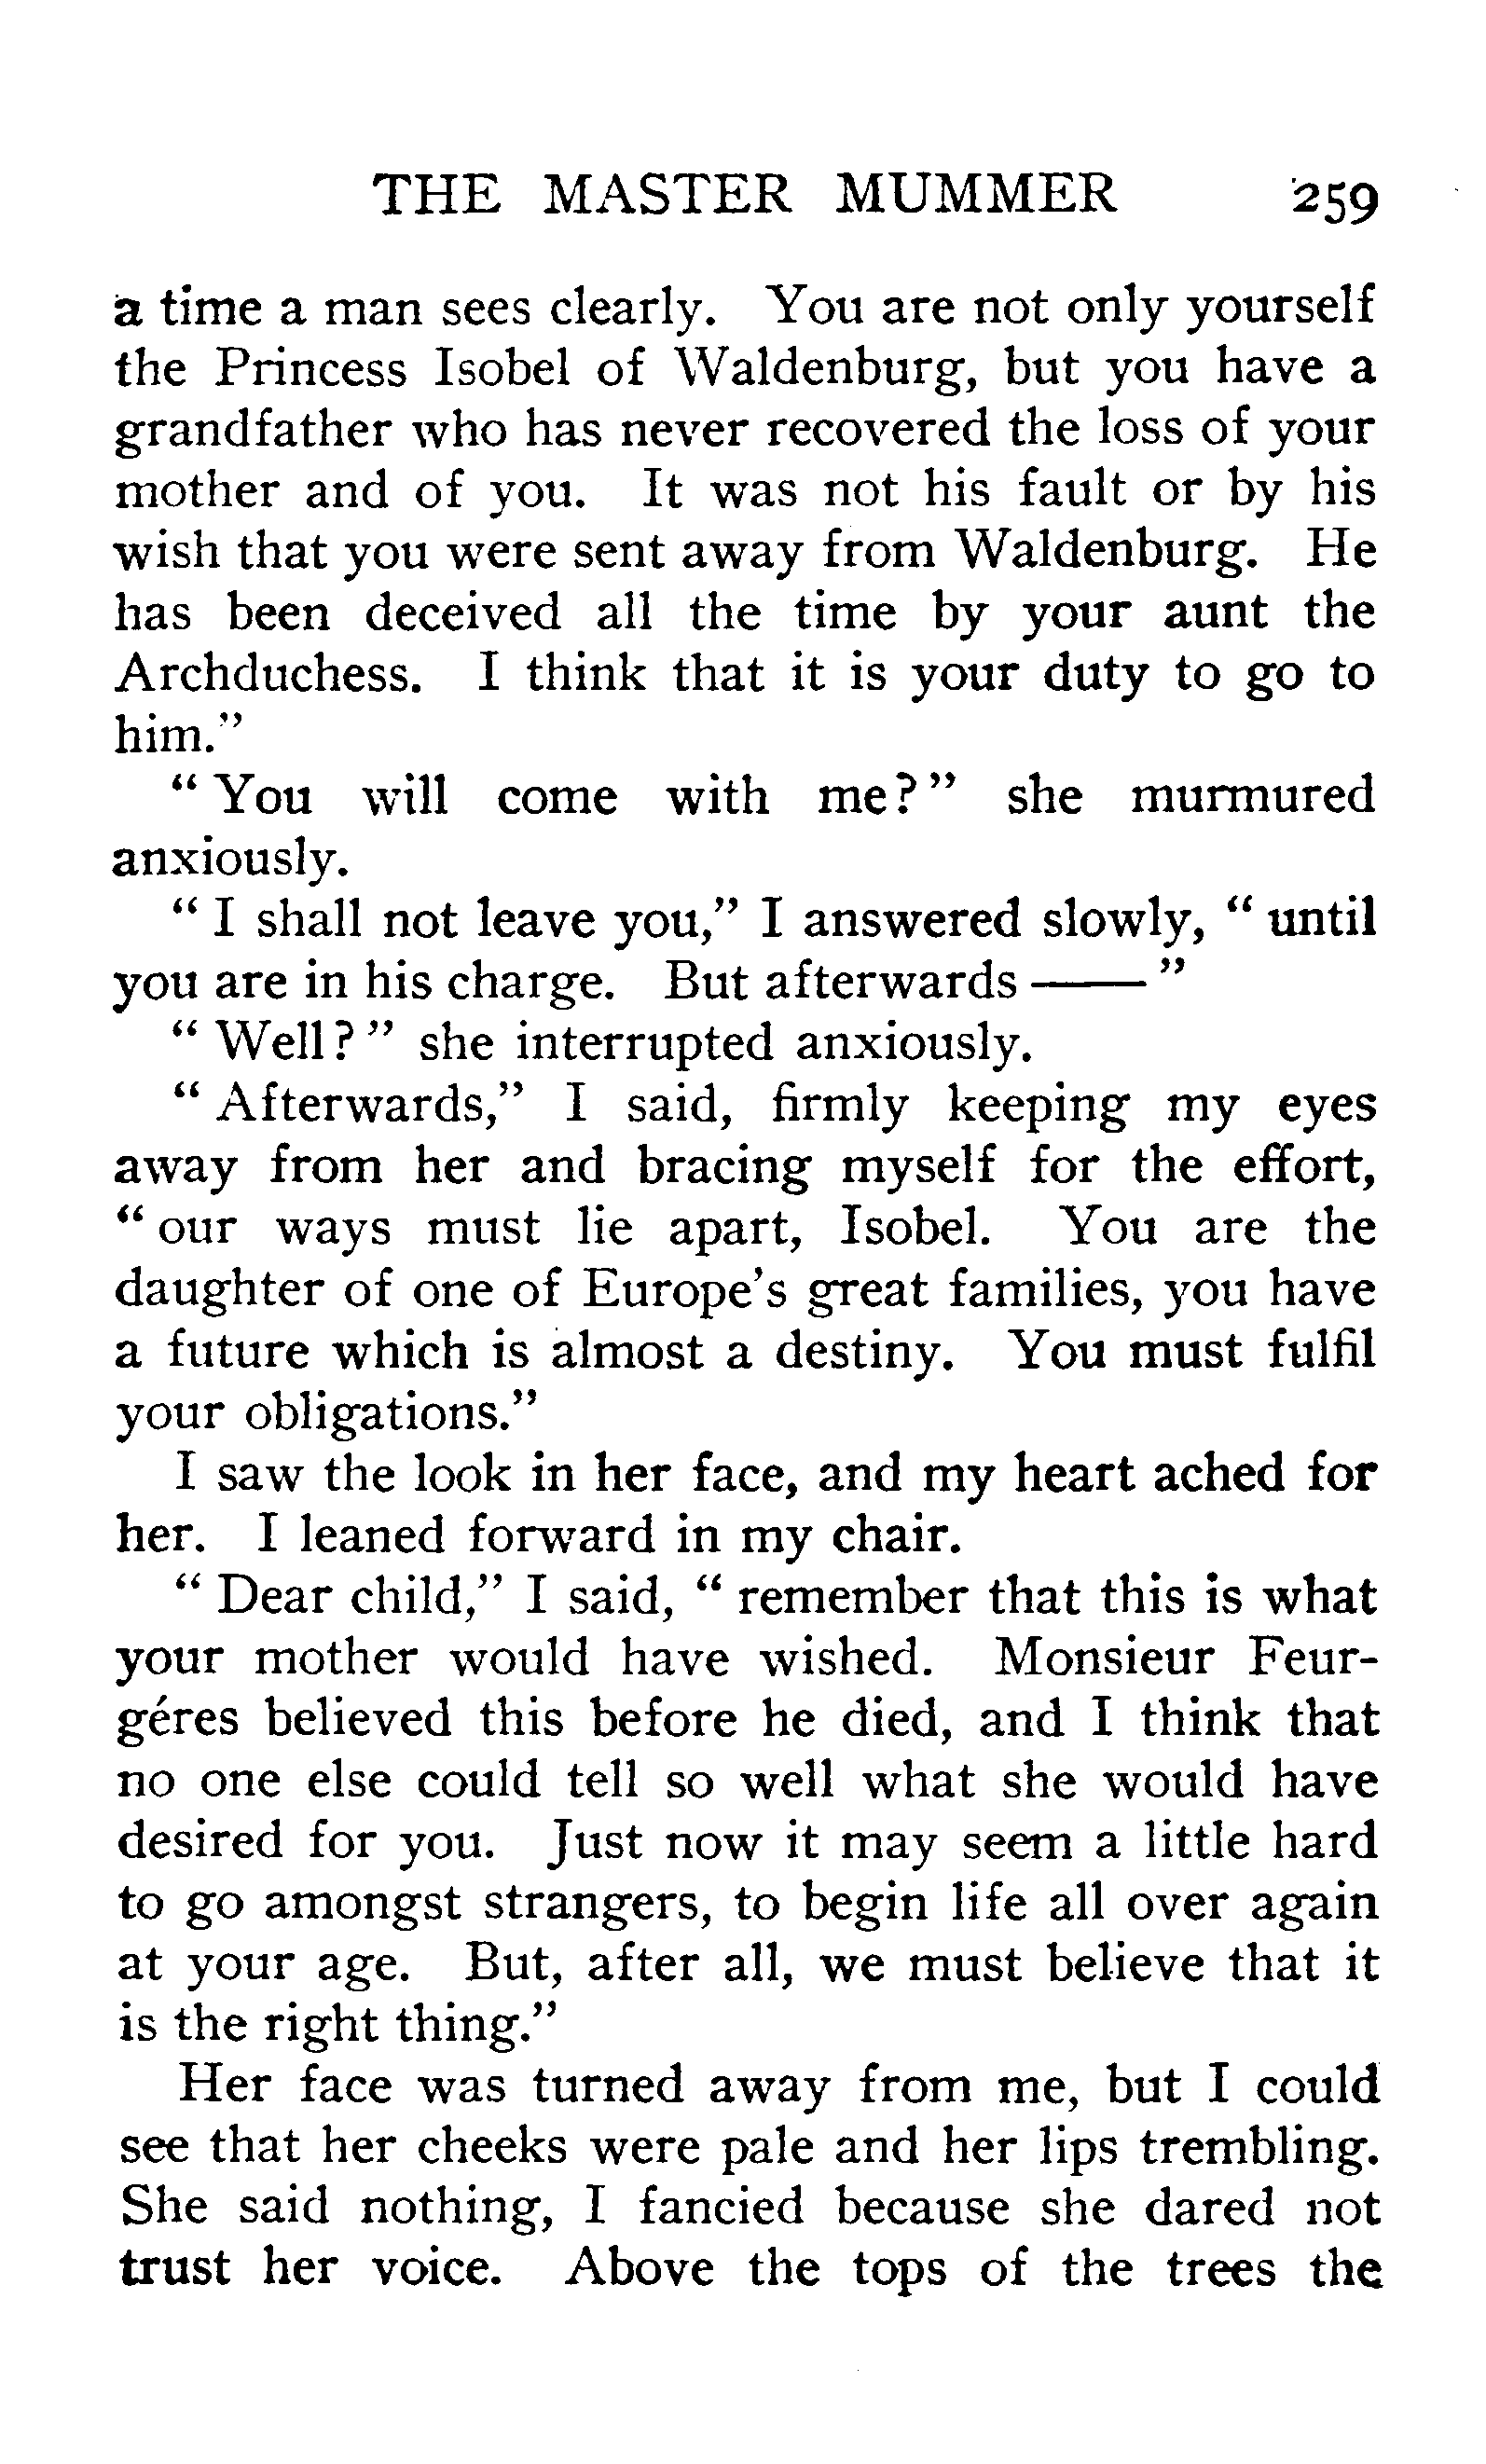 THE MASTER MUMMER 259
a time a man sees clearly. You are not only yourself
the Princess Isobel of Waldenburg, but you have a
grandfather who has never recovered the loss of your
mother and of you. It was not his fault or by his
wish that you were sent away from Waldenburg. He
has been deceived all the time by your aunt the
Archduchess. I think that it is your duty to go to
him."
" You will come with me ? " she murmured
anxiously.
" I shall not leave you," I answered slowly, " until
you are in his charge. But afterwards —— "
" Well ? " she interrupted anxiously.
" Afterwards," I said, firmly keeping my eyes
away from her and bracing myself for the effort,
" our ways must lie apart, Isobel. You are the
daughter of one of Europe's great families, you have
a future which is almost a destiny. You must fulfil
your obligations."
I saw the look in her face, and my heart ached for
her. I leaned forward in my chair.
" Dear child," I said, " remember that this is what
your mother would have wished. Monsieur Feur-
géres believed this before he died, and I think that
no one else could tell so well what she would have
desired for you. Just now it may seem a little hard
to go amongst strangers, to begin life all over again
at your age. But, after all, we must believe that it
is the right thing."
Her face was turned away from me, but I could
see that her cheeks were pale and her lips trembling.
She said nothing, I fancied because she dared not
trust her voice. Above the tops of the trees the